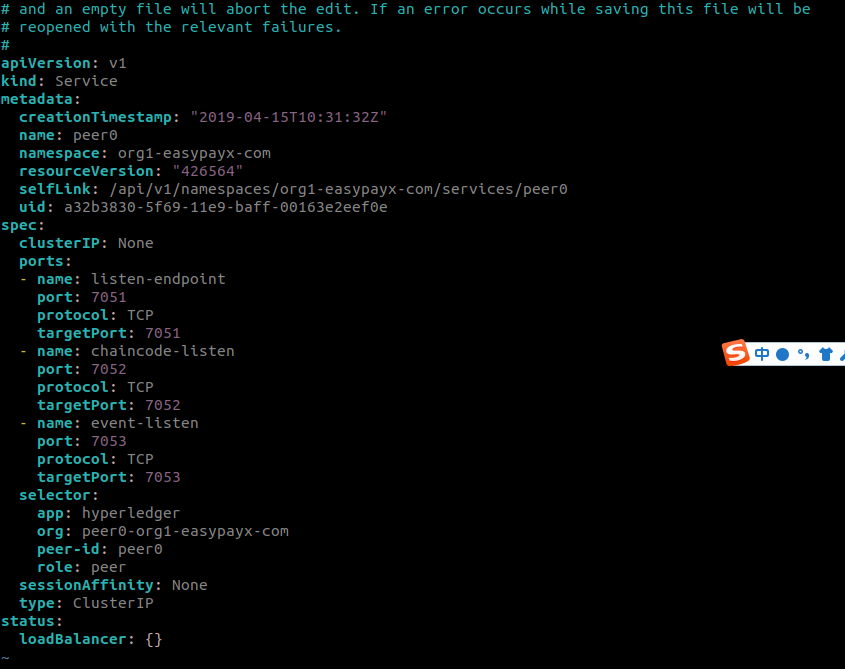 # and an empty file will abort the edit. If an error occurs while saving this file will be
# reopened with the relevant failures.
#
apiVersion: v1
kind: Service
metadata:
  creationTimestamp: "2019-04-15T10:31:32Z"
  name: peer0
  namespace: org1-easypayx-com
  resourceVersion: "426564"
  selfLink: /api/v1/namespaces/org1-easypayx-com/services/peer0
  uid: a32b3830-5f69-11e9-baff-00163e2eef0e
spec:
  clusterIP: None
  ports:
  - name: listen-endpoint
    port: 7051
    protocol: TCP
    targetPort: 7051
  - name: chaincode-listen
    port: 7052
    protocol: TCP
    targetPort: 7052
  - name: event-listen
    port: 7053
    protocol: TCP
    targetPort: 7053
  selector:
    app: hyperledger
    org: peer0-org1-easypayx-com
    peer-id: peer0
    role: peer
  sessionAffinity: None
  type: ClusterIP
status:
  loadBalancer: {}
~
S 中 °,